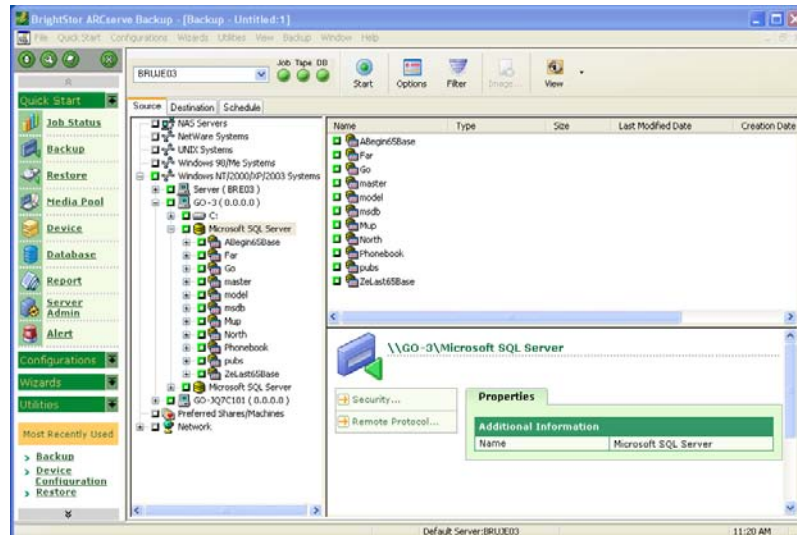 BrightStor ARCserve Backup - [Backup - Untitled:1]
File Quick Start Configurations Wizards Utilities View Backup Window Help
Quick Start
Job Status
Backup
Restore
Media Pool
Device
Database
Report
Server
Admin
Alert
Configurations
Wizards
Utilities
Most Recently Used
Backup
Device
Configuration
Restore
BRUJE03
Job Tape DB
Start
Options
Filter
Image...
View
Source
Destination
Schedule
NAS Servers
NetWare Systems
UNIX Systems
Windows 98/Me Systems
Windows NT/2000/XP/2003 Systems
Server ( BRE03 )
GO-3 ( 0.0.0.0 )
C:
Microsoft SQL Server
ABegin65Base
Far
Go
master
model
msdb
Mup
North
Phonebook
pubs
ZeLast65Base
Microsoft SQL Server
GO-JQ7C101 ( 0.0.0.0 )
Preferred Shares/Machines
Network
Name Type Size Last Modified Date Creation Date
ABegin65Base
Far
Go
master
model
msdb
Mup
North
Phonebook
pubs
ZeLast65Base
\\GO-3\Microsoft SQL Server
Security...
Remote Protocol...
Properties
Additional Information
Name Microsoft SQL Server
Default Server:BRUJE03
11:20 AM